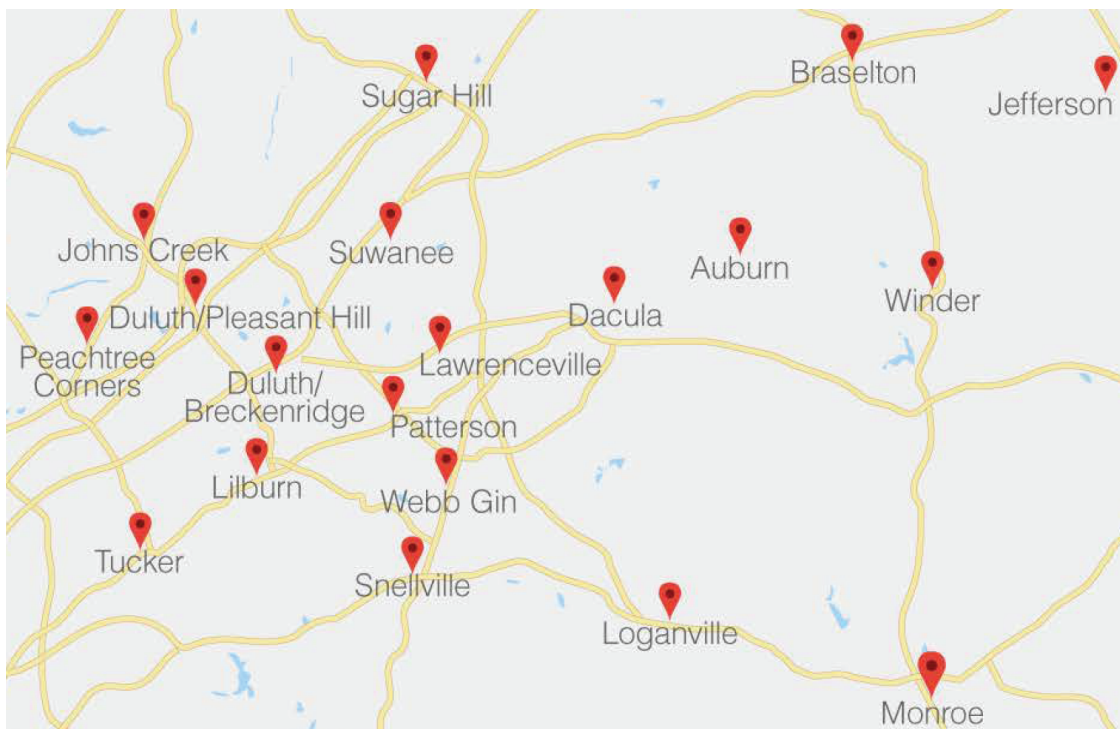 Braselton
Sugar Hill
Jefferson
Johns Creek
Suwanee
Auburn
Winder
Duluth/Pleasant Hill
Dacula
Peachtree
Corners
Lawrenceville
Duluth/
Breckenridge
Patterson
Lilburn
Webb Gin
Tucker
Snellville
Loganville
Monroe